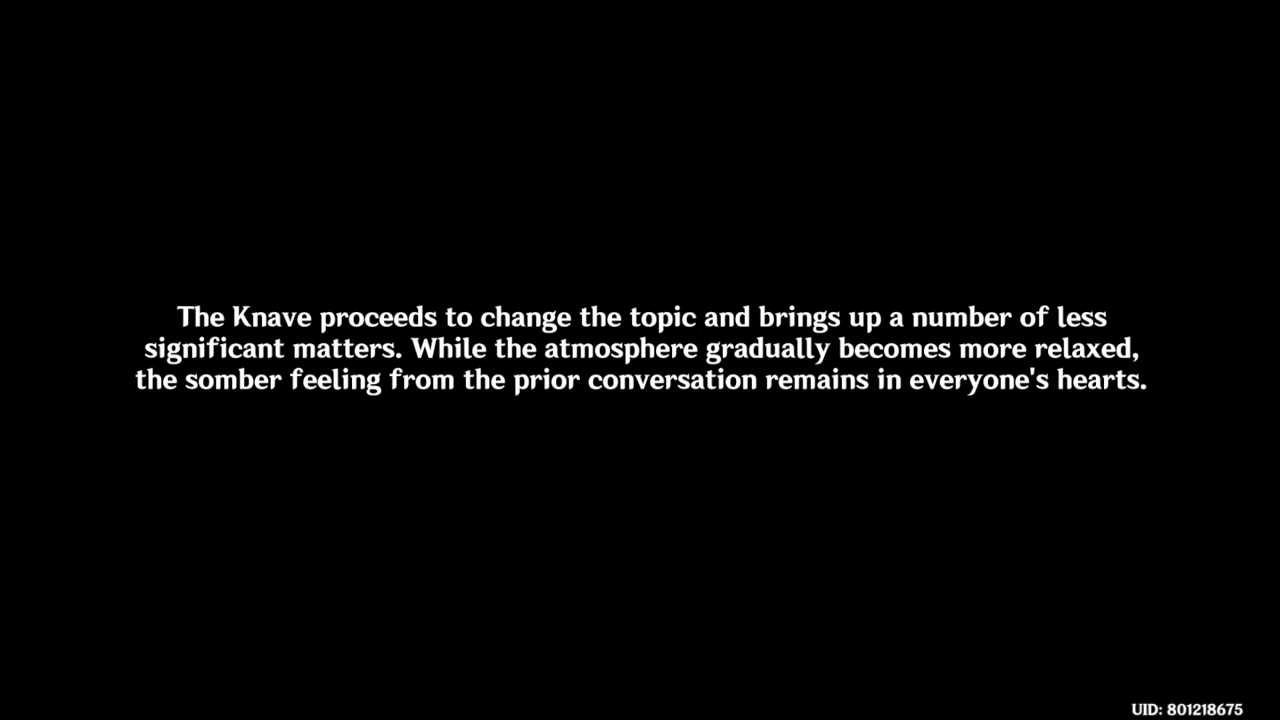 The Knave proceeds to change the topic and brings up a number of less
significant matters. While the atmosphere gradually becomes more relaxed,
the somber feeling from the prior conversation remains in everyone's hearts.
UID: 801218675